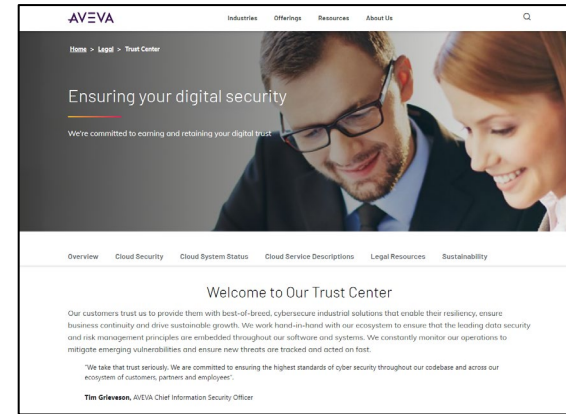 AVEVA
Industries Offerings Resources About Us
Home > Legal > Trust Center
Ensuring your digital security
We're committed to earning and retaining your digital trust
Overview Cloud Security Cloud System Status Cloud Service Descriptions Legal Resources Sustainability
Welcome to Our Trust Center
Our customers trust us to provide them with best-of-breed, cybersecure industrial solutions that enable their resiliency, ensure
business continuity and drive sustainable growth. We work hand-in-hand with our ecosystem to ensure that the leading data security
and risk management principles are embedded throughout our software and systems. We constantly monitor our operations to
mitigate emerging vulnerabilities and ensure new threats are tracked and acted on fast.
"We take that trust seriously. We are committed to ensuring the highest standards of cyber security throughout our codebase and across our
ecosystem of customers, partners and employees".
Tim Grieveson, AVEVA Chief Information Security Officer